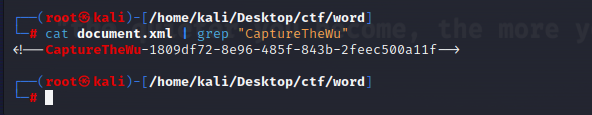 ┌──(root㉿kali)-[/home/kali/Desktop/ctf/word]
└─# cat document.xml | grep "CaptureTheWu"
<!--CaptureTheWu-1809df72-8e96-485f-843b-2feec500a11f-->
┌──(root㉿kali)-[/home/kali/Desktop/ctf/word]
└─#